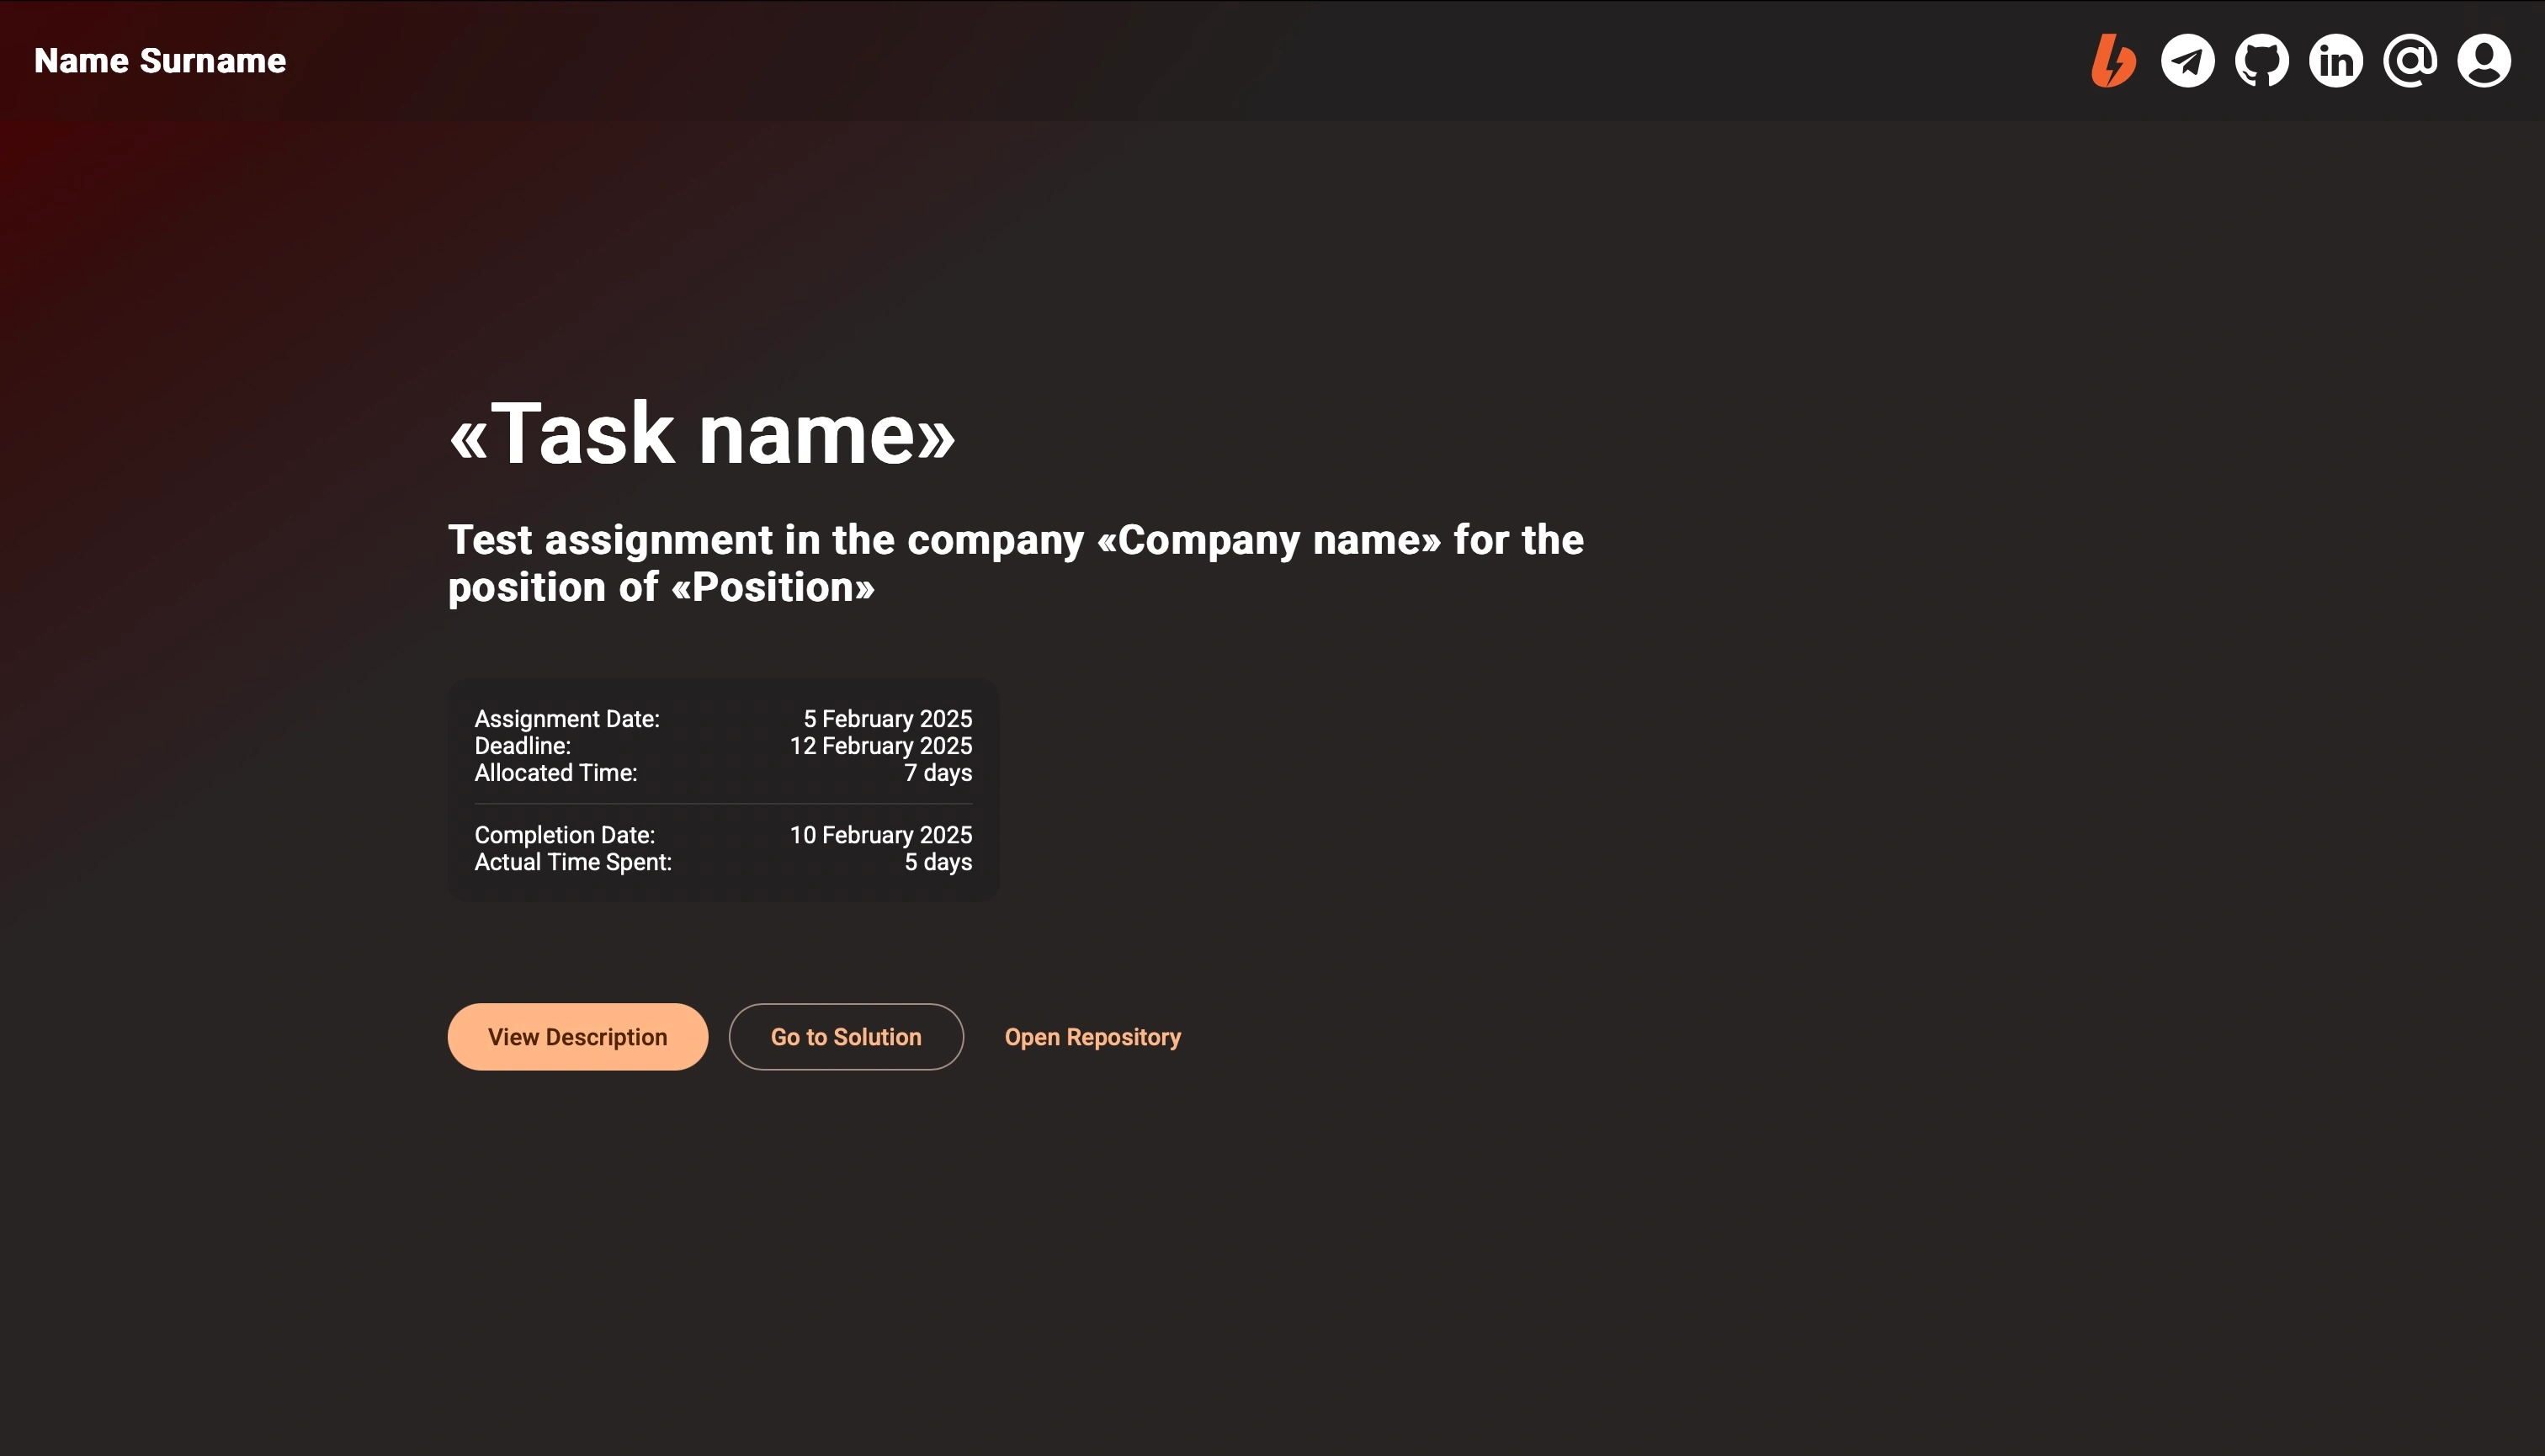 Name Surname
«Task name»
Test assignment in the company «Company name» for the
position of «Position»
Assignment Date: 5 February 2025
Deadline: 12 February 2025
Allocated Time: 7 days
Completion Date: 10 February 2025
Actual Time Spent: 5 days
View Description
Go to Solution
Open Repository